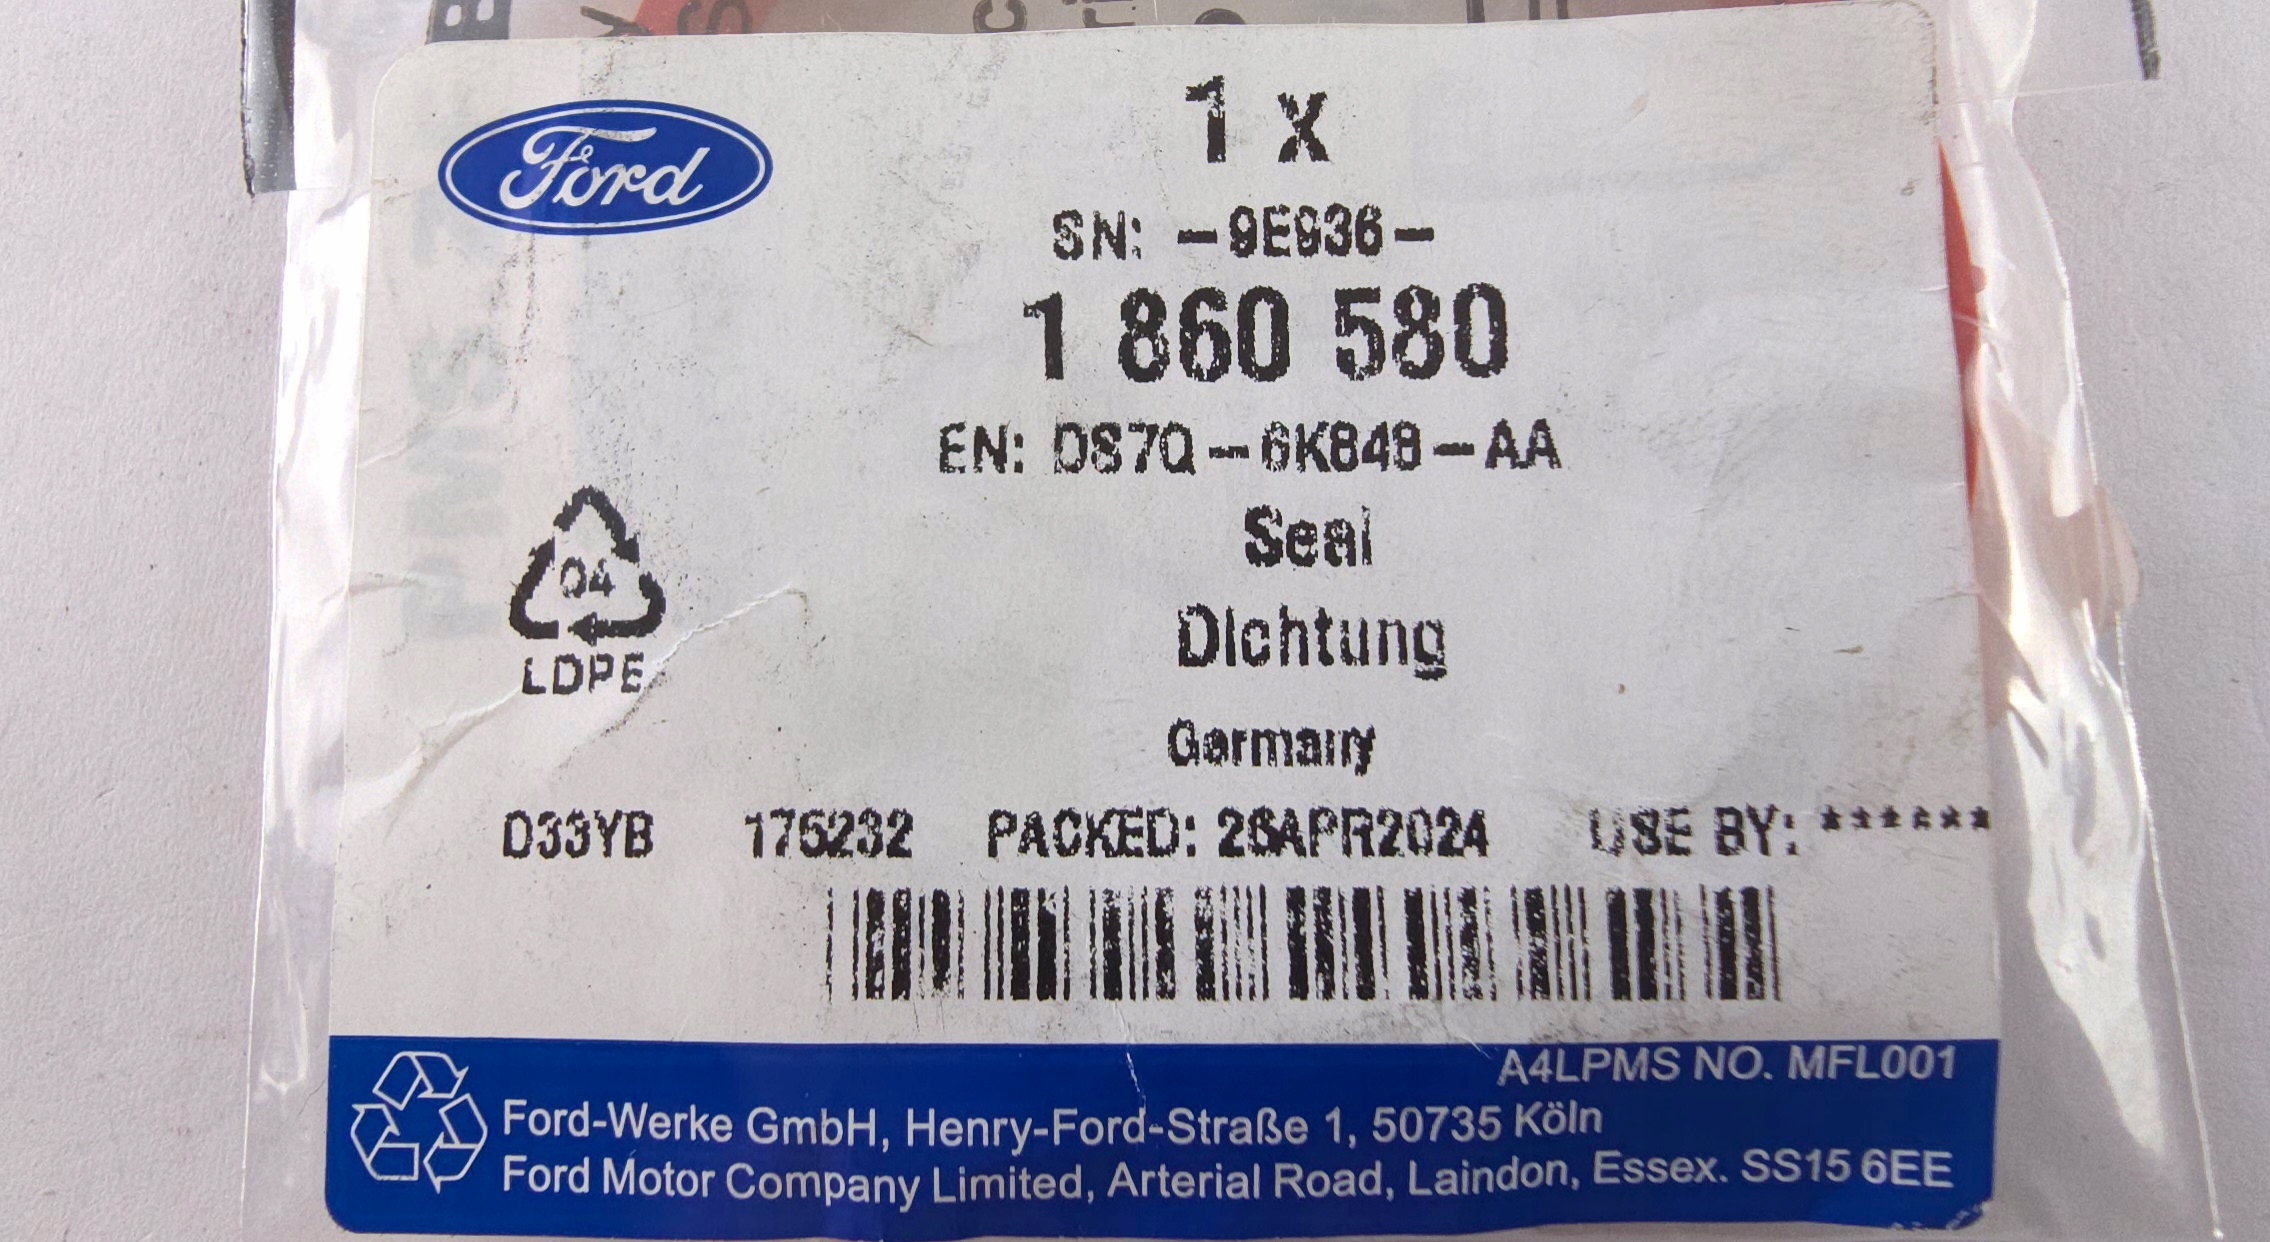 Ford
1 x
SN: -9E936-
1 860 580
EN: DS7Q-6K848-AA
Seal
04
Dichtung
LDPE
Germany
D33YB 175232 PACKED: 26APR2024 USE BY: ******
A4LPMS NO. MFL001
Ford-Werke GmbH, Henry-Ford-Straße 1, 50735 Köln
Ford Motor Company Limited, Arterial Road, Laindon, Essex. SS15 6EE